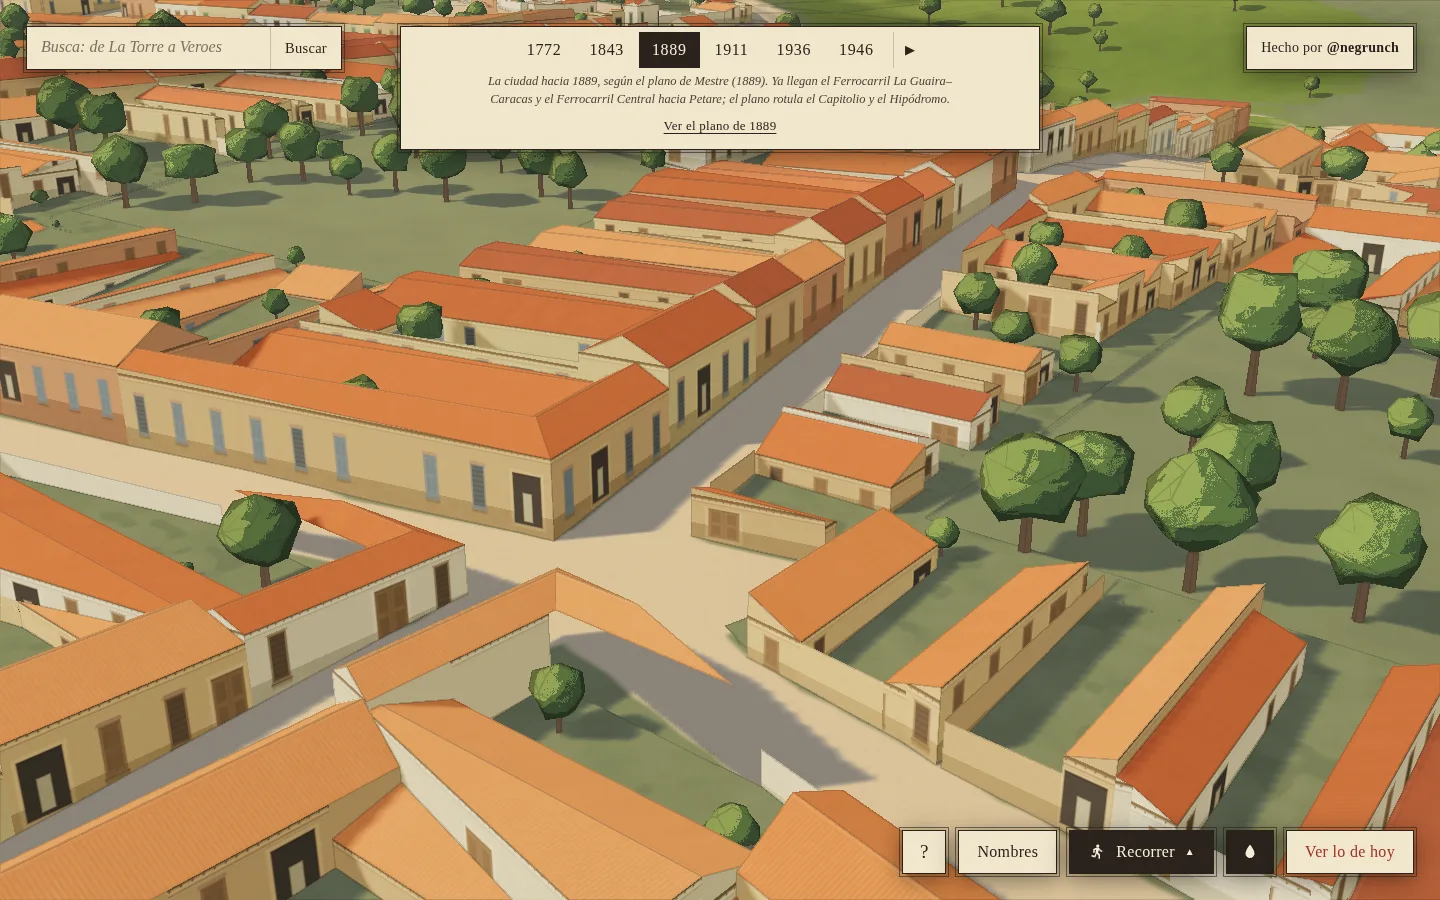 Busca: de La Torre a Veroes
Buscar
1772 1843 1889 1911 1936 1946 ▶
La ciudad hacia 1889, según el plano de Mestre (1889). Ya llegan el Ferrocarril La Guaira–
Caracas y el Ferrocarril Central hacia Petare; el plano rotula el Capitolio y el Hipódromo.
Ver el plano de 1889
Hecho por @negrunch
?
Nombres
Recorrer ▲
Ver lo de hoy